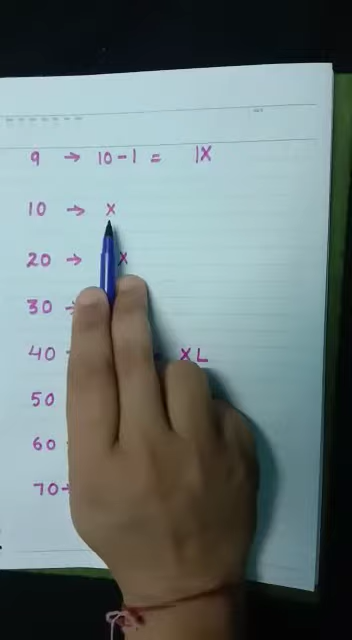 9 → 10 - 1 = IX
10 → X
20 → X
30 →
40 XL
50
60
70 →